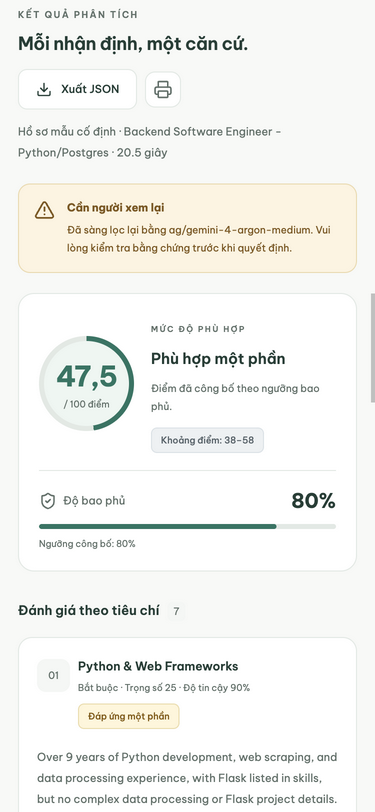 KẾT QUẢ PHÂN TÍCH
Mỗi nhận định, một căn cứ.
Xuất JSON
Hồ sơ mẫu cố định · Backend Software Engineer –
Python/Postgres · 20.5 giây
Cần người xem lại
Đã sàng lọc lại bằng ag/gemini-4-argon-medium. Vui
lòng kiểm tra bằng chứng trước khi quyết định.
MỨC ĐỘ PHÙ HỢP
47,5
/ 100 điểm
Phù hợp một phần
Điểm đã công bố theo ngưỡng bao
phủ.
Khoảng điểm: 38–58
Độ bao phủ
80%
Ngưỡng công bố: 80%
Đánh giá theo tiêu chí 7
01
Python & Web Frameworks
Bắt buộc · Trọng số 25 · Độ tin cậy 90%
Đáp ứng một phần
Over 9 years of Python development, web scraping, and
data processing experience, with Flask listed in skills,
but no complex data processing or Flask project details.